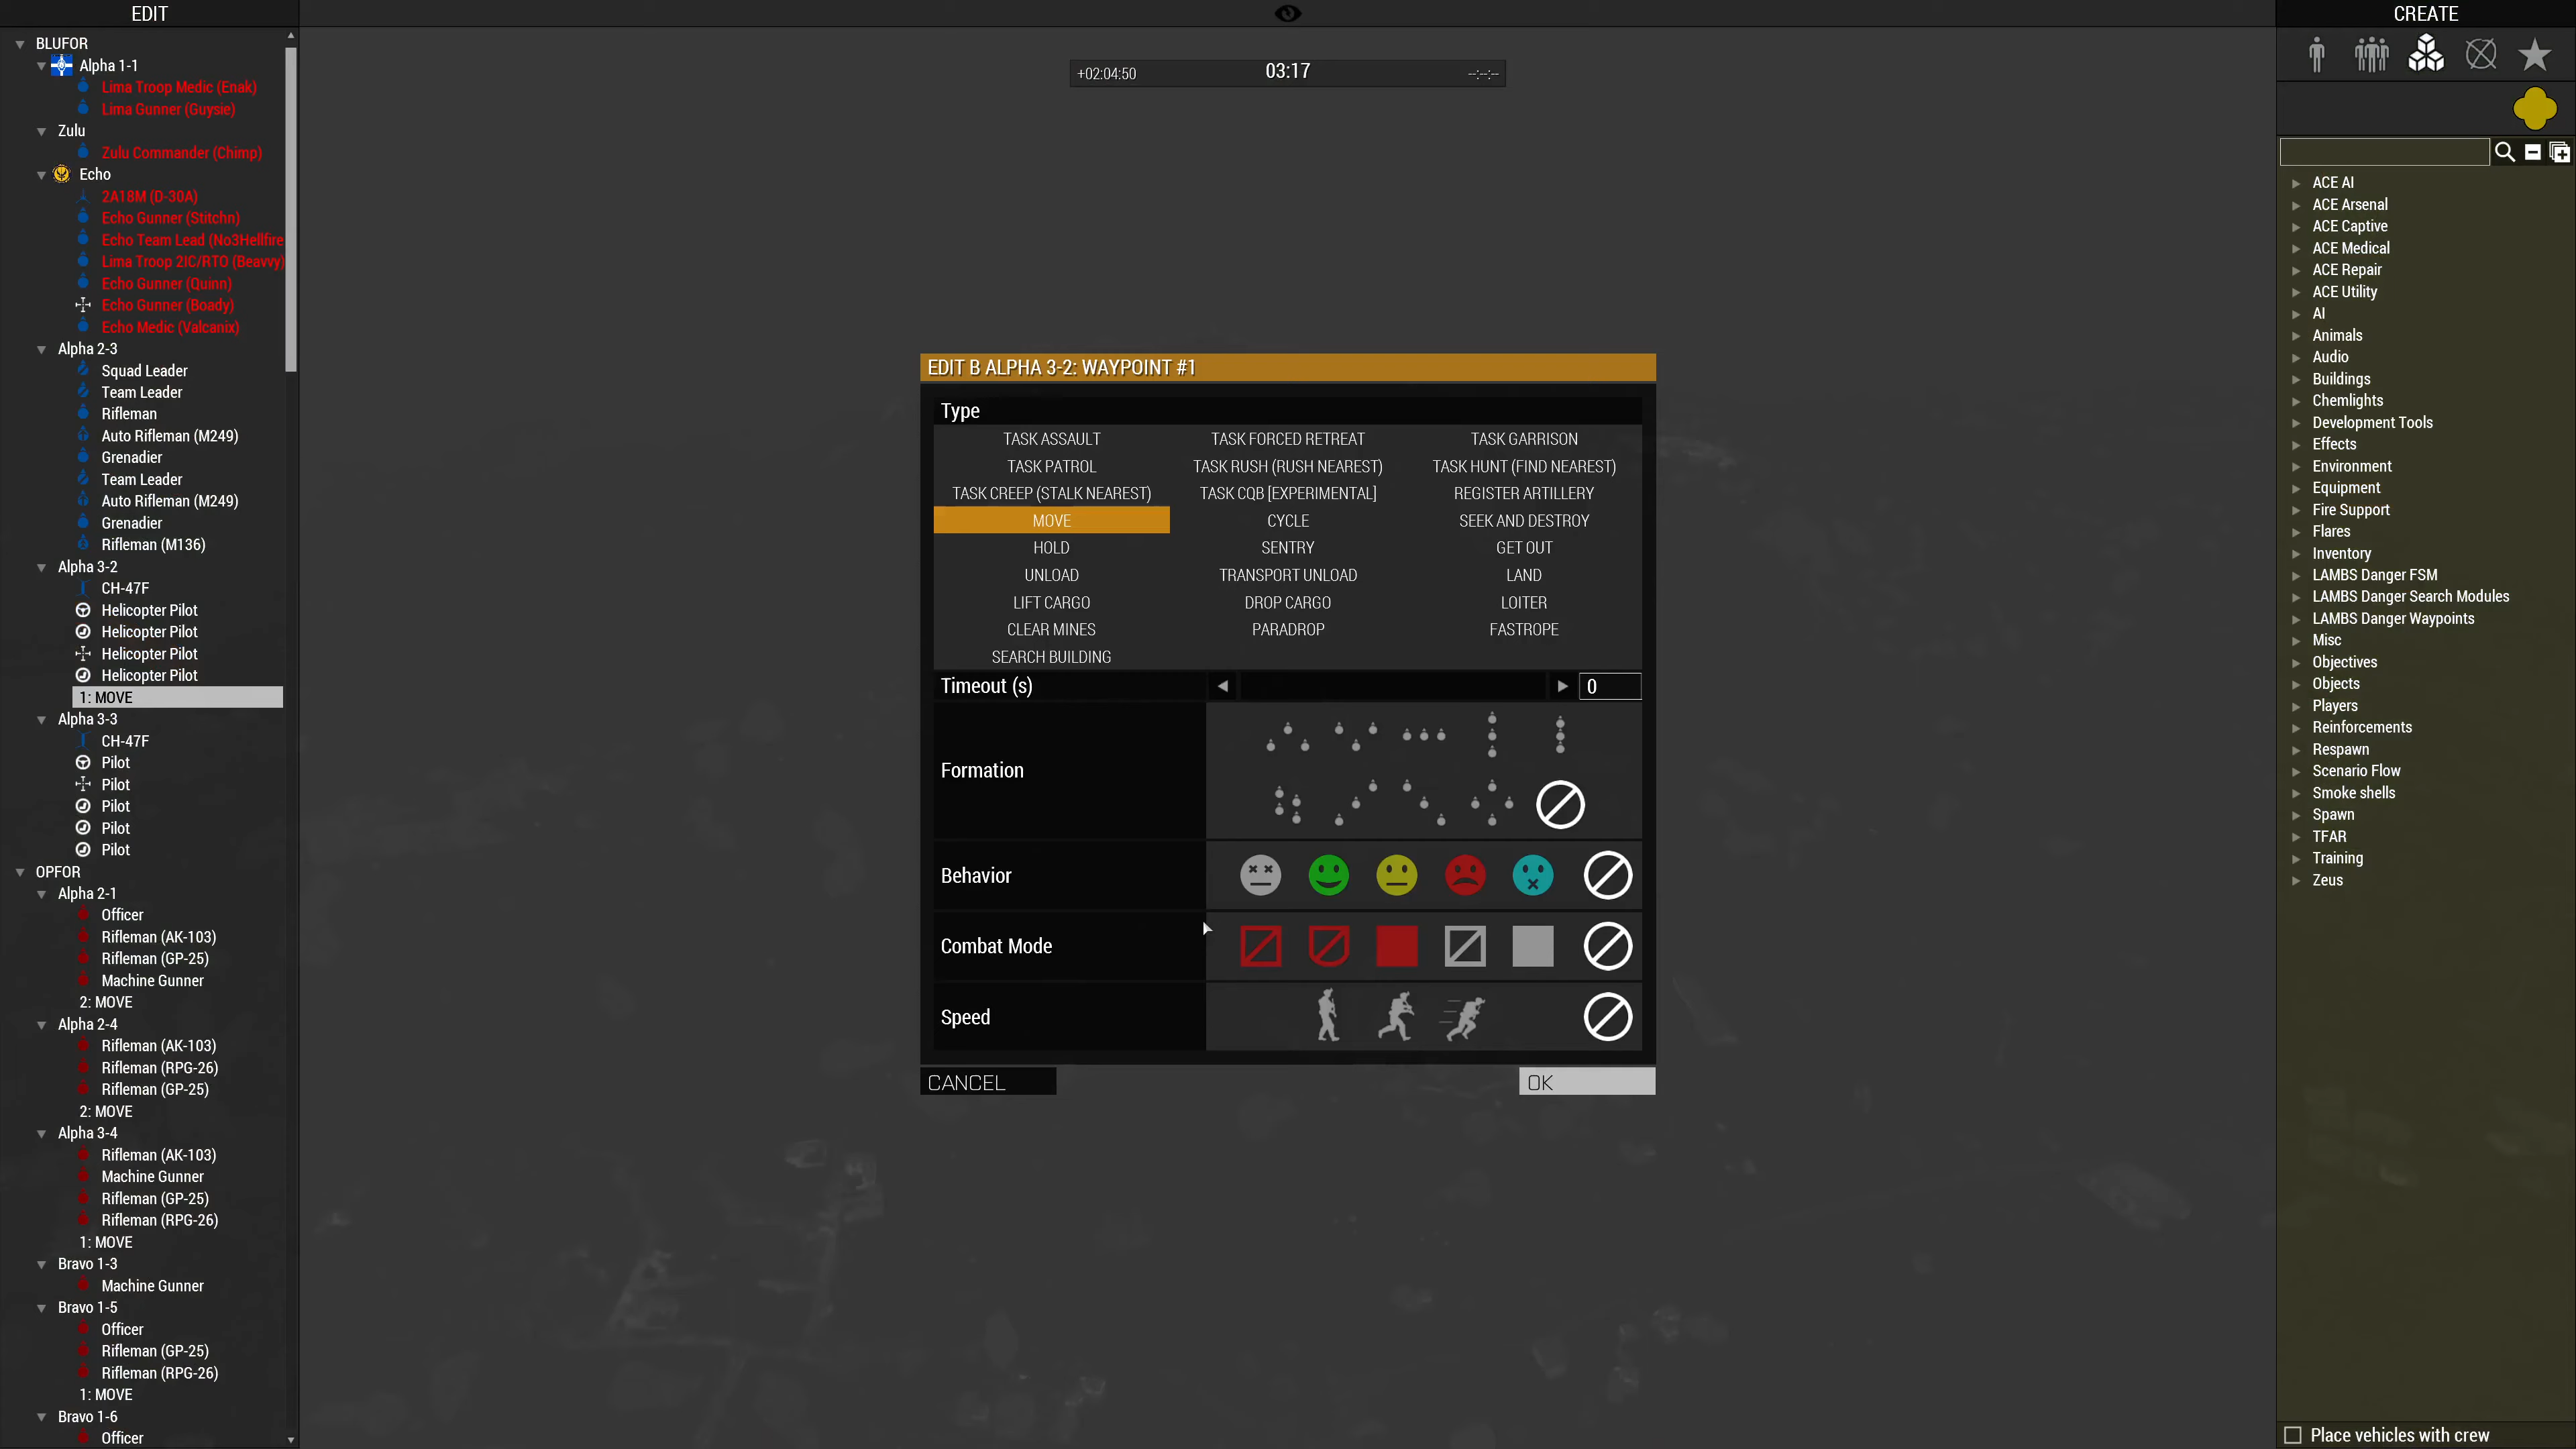 EDIT
BLUFOR
Alpha 1-1
Lima Troop Medic (Enak)
Lima Gunner (Guysie)
Zulu
Zulu Commander (Chimp)
Echo
2A18M (D-30A)
Echo Gunner (Stitchn)
Echo Team Lead (No3Hellfire
Lima Troop 2IC/RTO (Beavvy)
Echo Gunner (Quinn)
Echo Gunner (Boady)
Echo Medic (Valcanix)
Alpha 2-3
Squad Leader
Team Leader
Rifleman
Auto Rifleman (M249)
Grenadier
Team Leader
Auto Rifleman (M249)
Grenadier
Rifleman (M136)
Alpha 3-2
CH-47F
Helicopter Pilot
Helicopter Pilot
Helicopter Pilot
Helicopter Pilot
1: MOVE
Alpha 3-3
CH-47F
Pilot
Pilot
Pilot
Pilot
Pilot
OPFOR
Alpha 2-1
Officer
Rifleman (AK-103)
Rifleman (GP-25)
Machine Gunner
2: MOVE
Alpha 2-4
Rifleman (AK-103)
Rifleman (RPG-26)
Rifleman (GP-25)
2: MOVE
Alpha 3-4
Rifleman (AK-103)
Machine Gunner
Rifleman (GP-25)
Rifleman (RPG-26)
1: MOVE
Bravo 1-3
Machine Gunner
Bravo 1-5
Officer
Rifleman (GP-25)
Rifleman (RPG-26)
1: MOVE
Bravo 1-6
Officer
+02:04:50 03:17 --:--:--
EDIT B ALPHA 3-2: WAYPOINT #1
Type
TASK ASSAULT TASK FORCED RETREAT TASK GARRISON
TASK PATROL TASK RUSH (RUSH NEAREST) TASK HUNT (FIND NEAREST)
TASK CREEP (STALK NEAREST) TASK CQB [EXPERIMENTAL] REGISTER ARTILLERY
MOVE CYCLE SEEK AND DESTROY
HOLD SENTRY GET OUT
UNLOAD TRANSPORT UNLOAD LAND
LIFT CARGO DROP CARGO LOITER
CLEAR MINES PARADROP FASTROPE
SEARCH BUILDING
Timeout (s) 0
Formation
Behavior
Combat Mode
Speed
CANCEL OK
CREATE
ACE AI
ACE Arsenal
ACE Captive
ACE Medical
ACE Repair
ACE Utility
AI
Animals
Audio
Buildings
Chemlights
Development Tools
Effects
Environment
Equipment
Fire Support
Flares
Inventory
LAMBS Danger FSM
LAMBS Danger Search Modules
LAMBS Danger Waypoints
Misc
Objectives
Objects
Players
Reinforcements
Respawn
Scenario Flow
Smoke shells
Spawn
TFAR
Training
Zeus
Place vehicles with crew